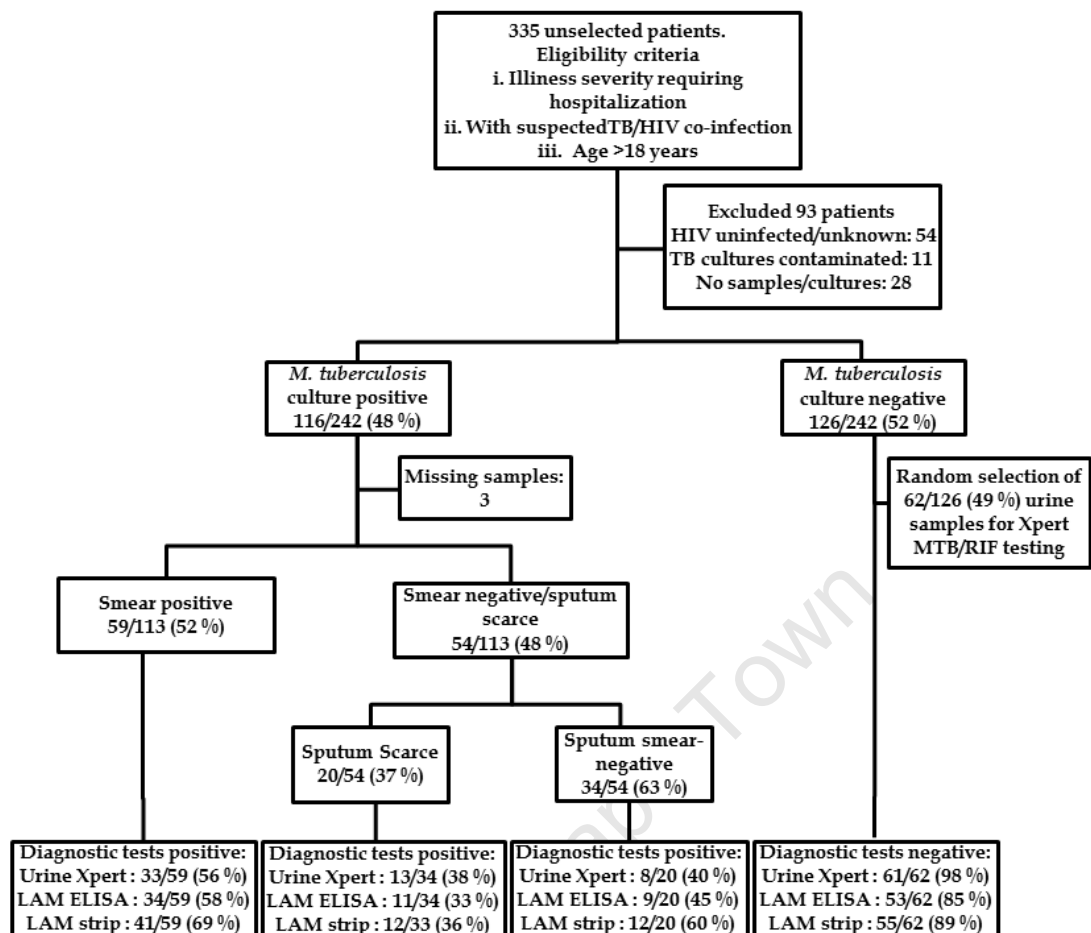 335 unselected patients.
Eligibility criteria
i. Illness severity requiring
hospitalization
ii. With suspectedTB/HIV co-infection
iii. Age >18 years
Excluded 93 patients
HIV uninfected/unknown: 54
TB cultures contaminated: 11
No samples/cultures: 28
M. tuberculosis
culture positive
116/242 (48 %)
M. tuberculosis
culture negative
126/242 (52 %)
Missing samples:
3
Random selection of
62/126 (49 %) urine
samples for Xpert
MTB/RIF testing
Smear positive
59/113 (52 %)
Smear negative/sputum
scarce
54/113 (48 %)
Sputum Scarce
20/54 (37 %)
Sputum smear-
negative
34/54 (63 %)
Diagnostic tests positive:
Urine Xpert : 33/59 (56 %)
LAM ELISA : 34/59 (58 %)
LAM strip : 41/59 (69 %)
Diagnostic tests positive:
Urine Xpert : 13/34 (38 %)
LAM ELISA : 11/34 (33 %)
LAM strip : 12/33 (36 %)
Diagnostic tests positive:
Urine Xpert : 8/20 (40 %)
LAM ELISA : 9/20 (45 %)
LAM strip : 12/20 (60 %)
Diagnostic tests negative:
Urine Xpert : 61/62 (98 %)
LAM ELISA : 53/62 (85 %)
LAM strip : 55/62 (89 %)
Town